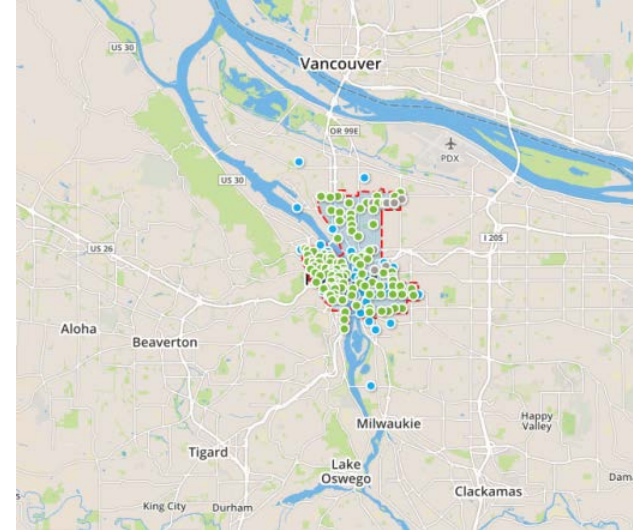 US 30
Vancouver
OR 99E
PDX
US 30
I 205
US 26
Aloha
Beaverton
Milwaukie
Happy
Valley
Tigard
Lake
Oswego
Clackamas
Dam
King City
Durham
s